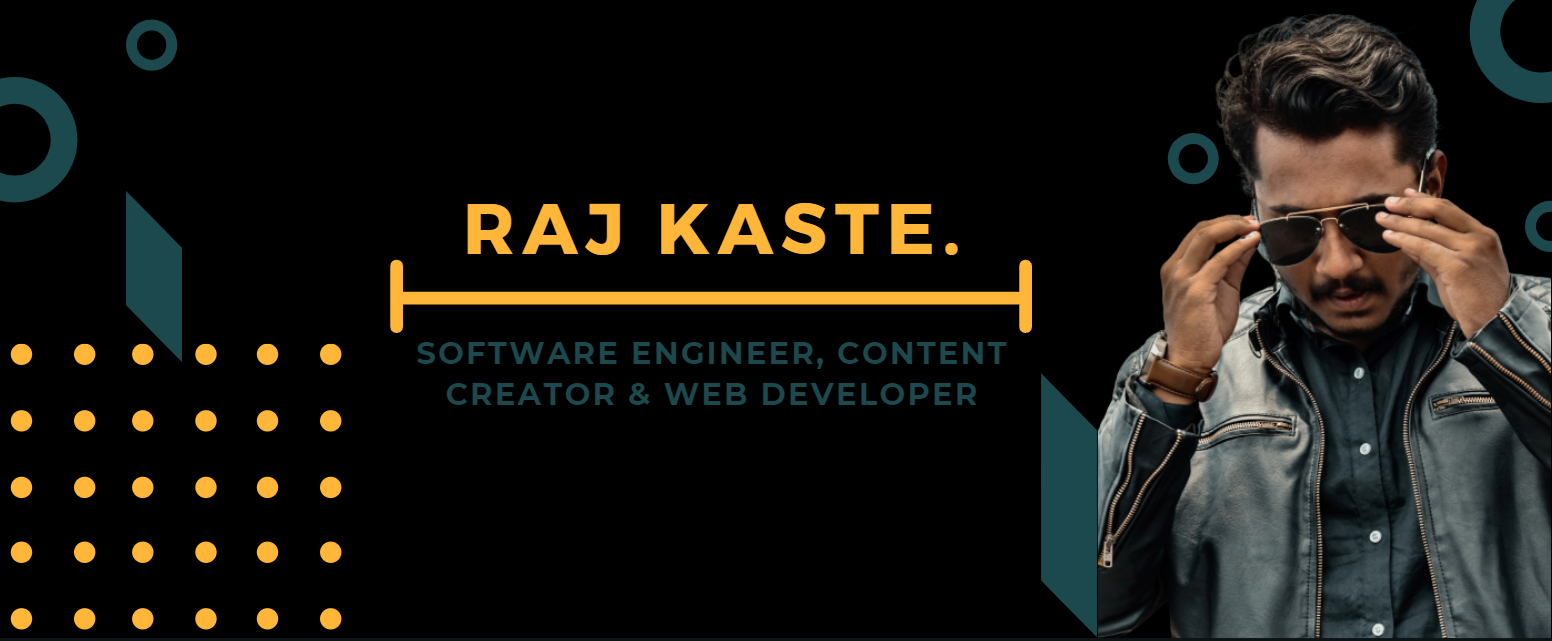 RAJ KASTE.
SOFTWARE ENGINEER, CONTENT
CREATOR & WEB DEVELOPER